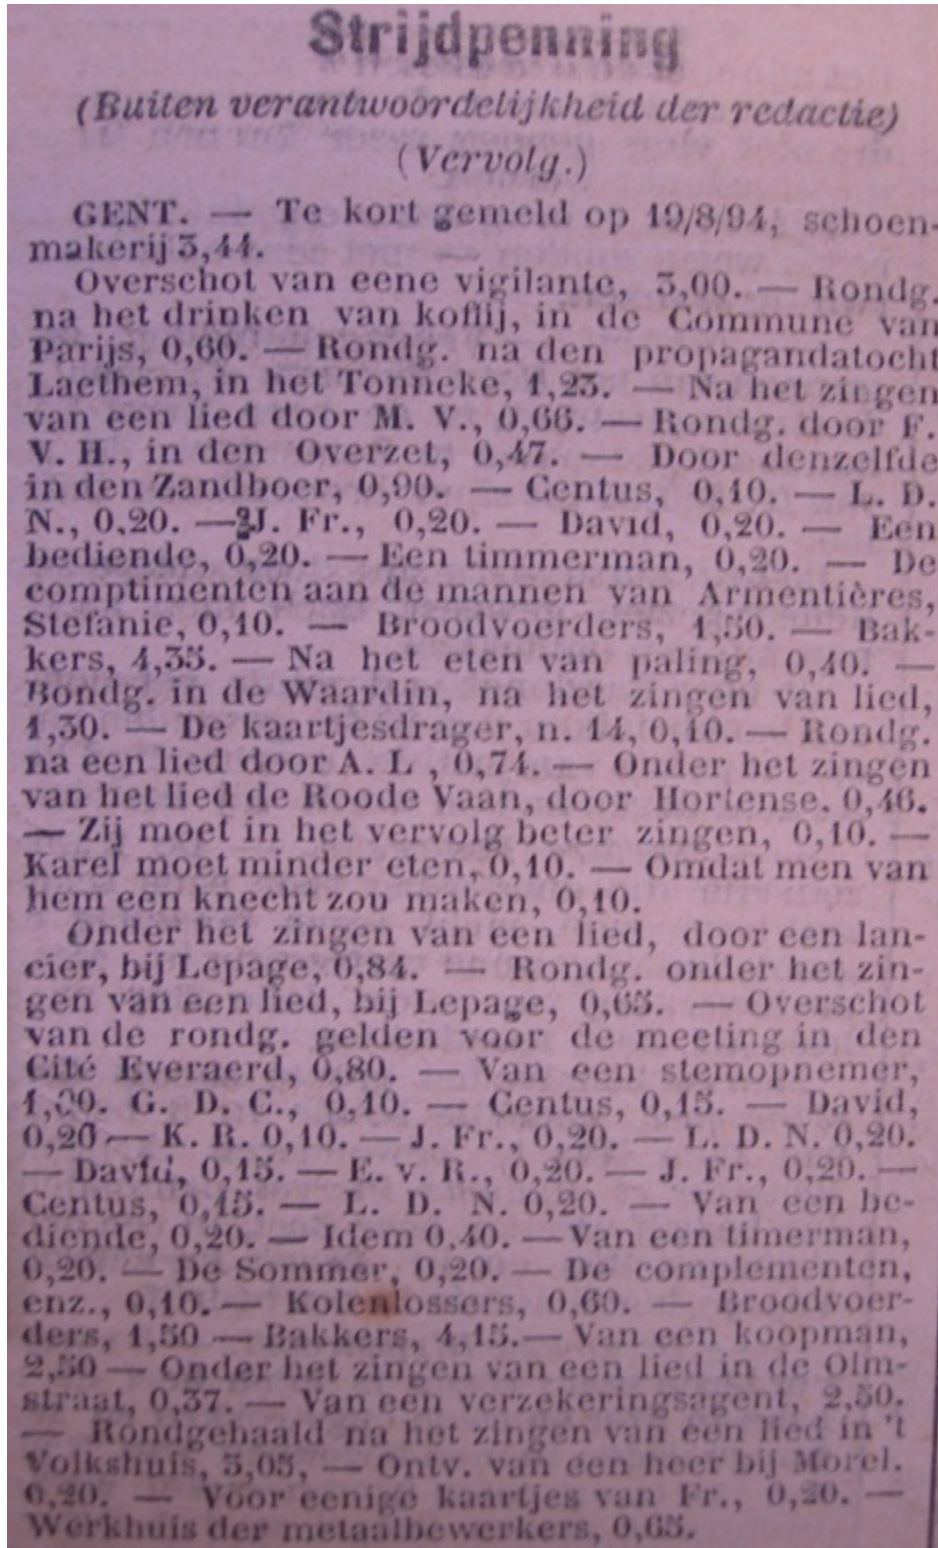 Strijdpenning
(Buiten verantwoordelijkheid der redactie)
(Vervolg.)
GENT. — Te kort gemeld op 19/8/94, schoen-
makerij 3,44.
Overschot van eene vigilante, 3,00. — Rondg.
na het drinken van koffij, in de Commune van
Parijs, 0,60. — Rondg. na den propagandatocht
Laethem, in het Tonneke, 1,23. — Na het zingen
van een lied door M. V., 0,66. — Rondg. door F.
V. H., in den Overzet, 0,47. — Door denzelfde
in den Zandboer, 0,90. — Centus, 0,10. — L. D.
N., 0.20. — J. Fr., 0,20. — David, 0,20. — Een
bediende, 0,20. — Een timmerman, 0,20. — De
comptimenten aan de mannen van Armentières,
Stefanie, 0,10. — Broodvoerders, 1,50. — Bak-
kers, 4,35. — Na het eten van paling, 0,40. —
Rondg. in de Waardin, na het zingen van lied,
1,30. — De kaartjesdrager, n. 14, 0,10. — Rondg.
na een lied door A. L , 0,74. — Onder het zingen
van het lied de Roode Vaan, door Hortense. 0,46.
— Zij moet in het vervolg beter zingen, 0,10. —
Karel moet minder eten, 0,10. — Omdat men van
hem een knecht zou maken, 0,10.
Onder het zingen van een lied, door een lan-
cier, bij Lepage, 0,84. — Rondg. onder het zin-
gen van een lied, bij Lepage, 0,65. — Overschot
van de rondg. gelden voor de meeting in den
Cité Everaerd, 0,80. — Van een stemopnemer,
1,00. G. D. C., 0,10. — Centus, 0,15. — David,
0,20 — K. R. 0,10. — J. Fr., 0,20. — L. D. N. 0,20.
— David, 0,15. — E. v. R., 0,20. — J. Fr., 0,20. —
Centus, 0,15. — L. D. N. 0,20. — Van een be-
diende, 0,20. — Idem 0,40. — Van een timerman,
0,20. — De Sommer, 0,20. — De complementen,
enz., 0,10. — Kolenlossers, 0,60. — Broodvoer-
ders, 1,50 — Bakkers, 4,15. — Van een koopman,
2,50 — Onder het zingen van een lied in de Olm-
straat, 0,37. — Van een verzekeringsagent, 2,50.
— Rondgehaald na het zingen van een lied in 't
Volkshuis, 3,05, — Ontv. van een heer bij Morel.
0,20. — Voor eenige kaartjes van Fr., 0,20. —
Werkhuis der metaalbewerkers, 0,65.